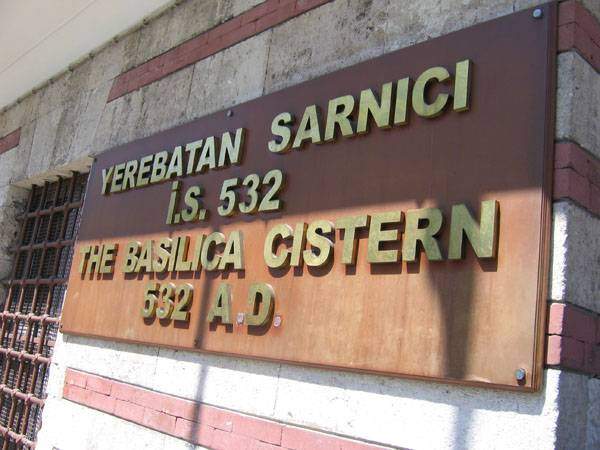 YEREBATAN SARNICI
İ.S. 532
THE BASILICA CISTERN
532 A.D.